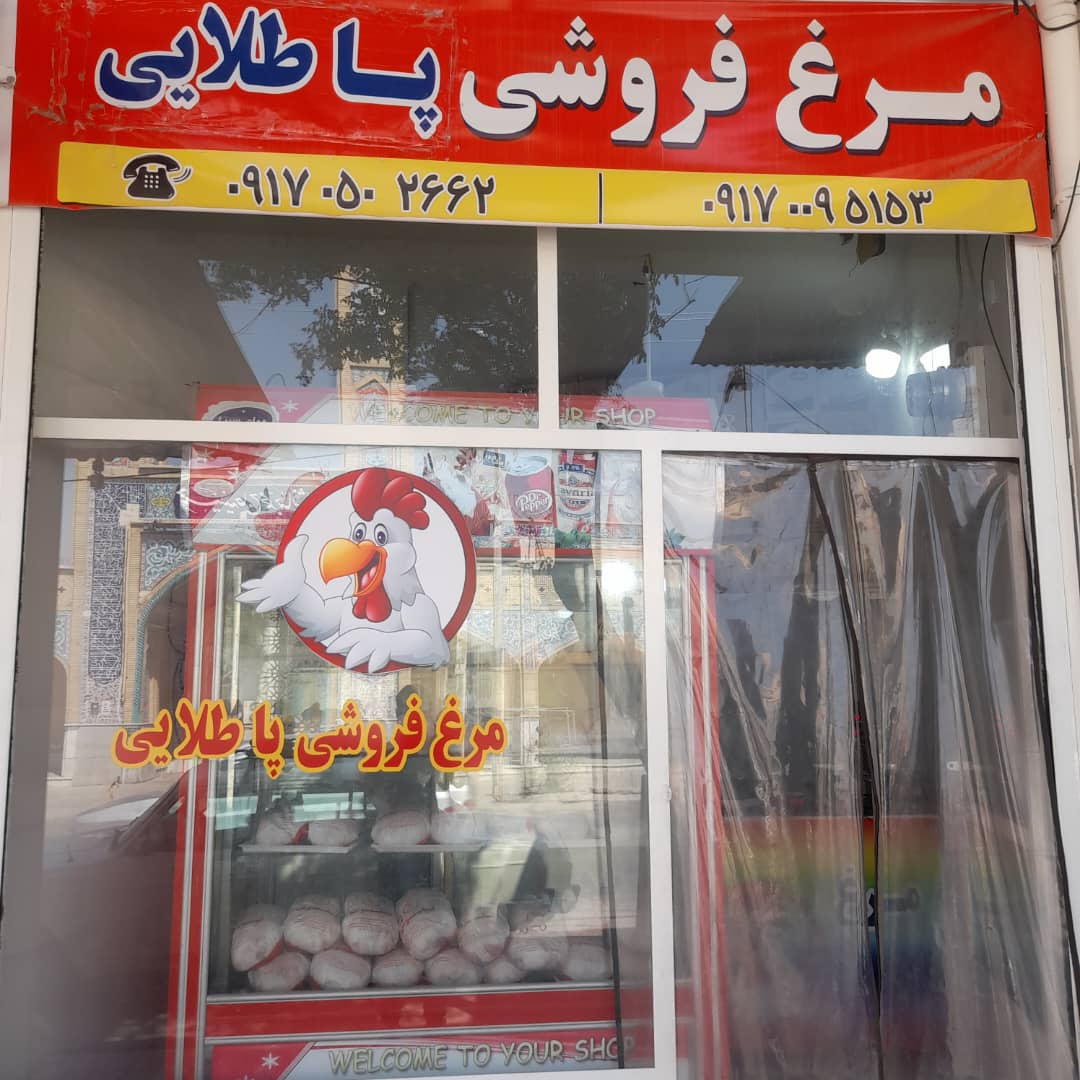 مرغ فروشی پا طلایی
۰۹۱۷ ۰۰۹ ۵۱۵۳ | ۰۹۱۷ ۰۵۰ ۲۶۶۲
WELCOME TO YOUR SHOP
Dr Pepper
مرغ فروشی پا طلایی
مرغ
WELCOME TO YOUR SHOP